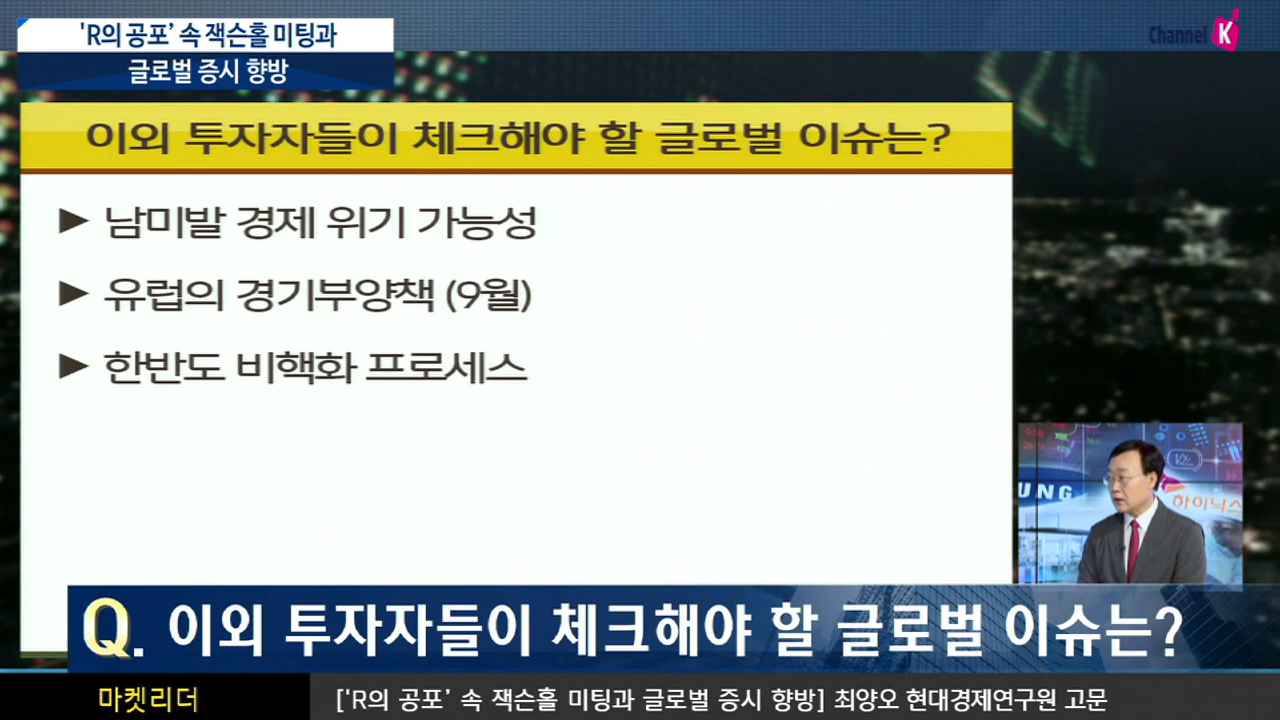 'R의 공포’ 속 잭슨홀 미팅과
글로벌 증시 향방
Channel K
이외 투자자들이 체크해야 할 글로벌 이슈는?
▶ 남미발 경제 위기 가능성
▶ 유럽의 경기부양책 (9월)
▶ 한반도 비핵화 프로세스
UNG
하이닉스
Q. 이외 투자자들이 체크해야 할 글로벌 이슈는?
마켓리더
['R의 공포’ 속 잭슨홀 미팅과 글로벌 증시 향방] 최양오 현대경제연구원 고문